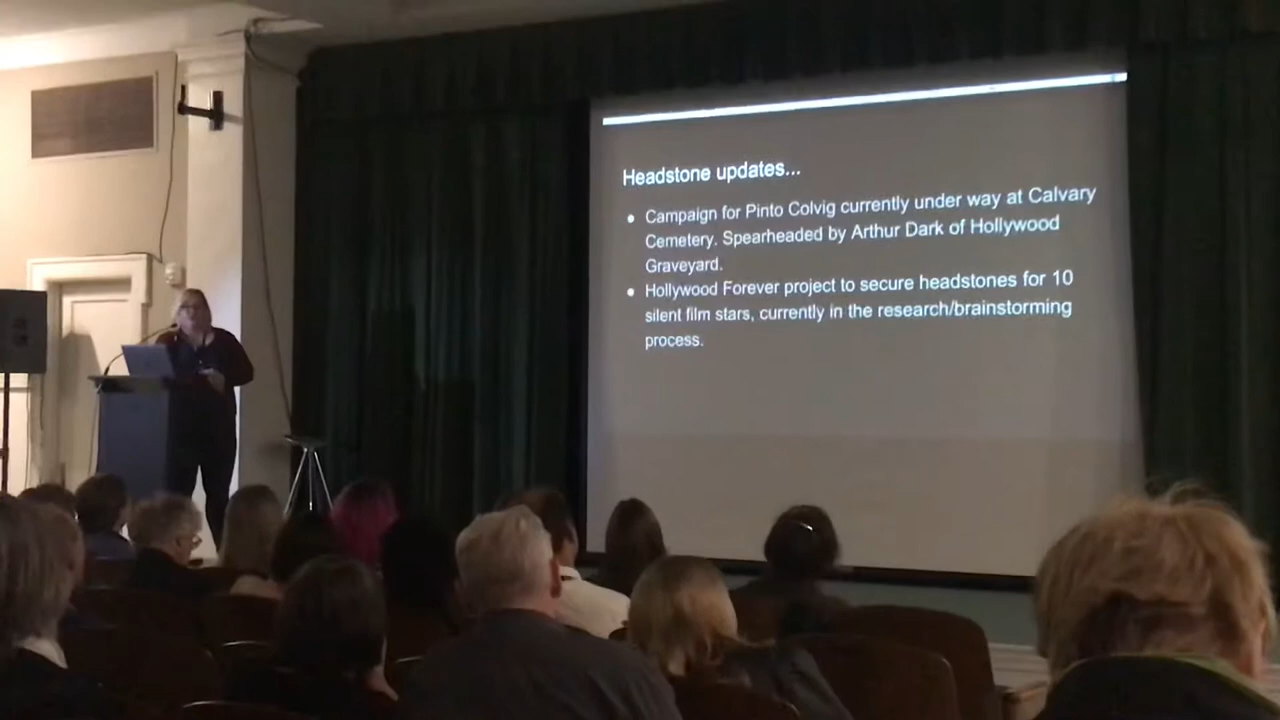 Headstone updates...
• Campaign for Pinto Colvig currently under way at Calvary
Cemetery. Spearheaded by Arthur Dark of Hollywood
Graveyard.
• Hollywood Forever project to secure headstones for 10
silent film stars, currently in the research/brainstorming
process.